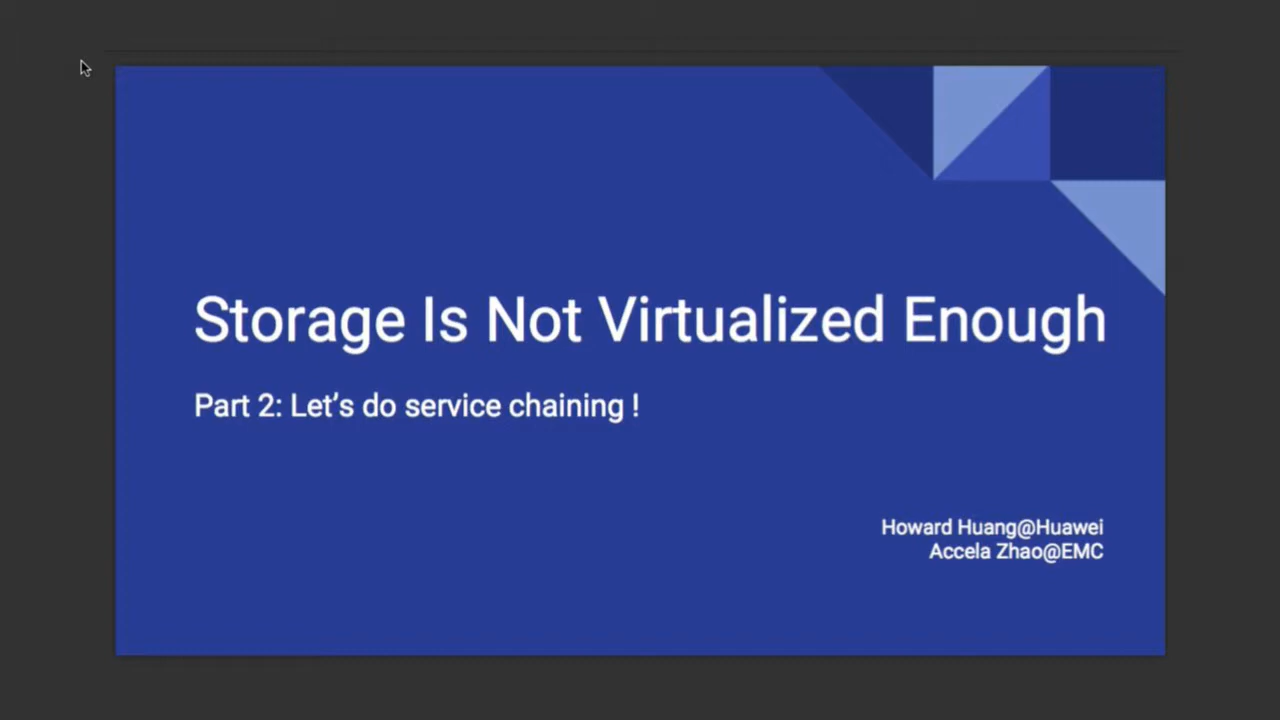 Storage Is Not Virtualized Enough
Part 2: Let's do service chaining !
Howard Huang@Huawei
Accela Zhao@EMC